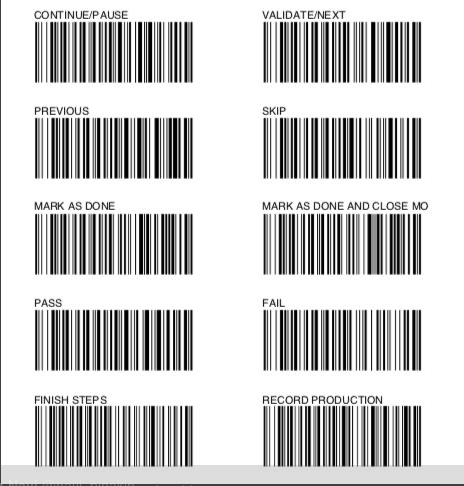 CONTINUE/PAUSE
VALIDATE/NEXT
PREVIOUS
SKIP
MARK AS DONE
MARK AS DONE AND CLOSE MO
PASS
FAIL
FINISH STEPS
RECORD PRODUCTION